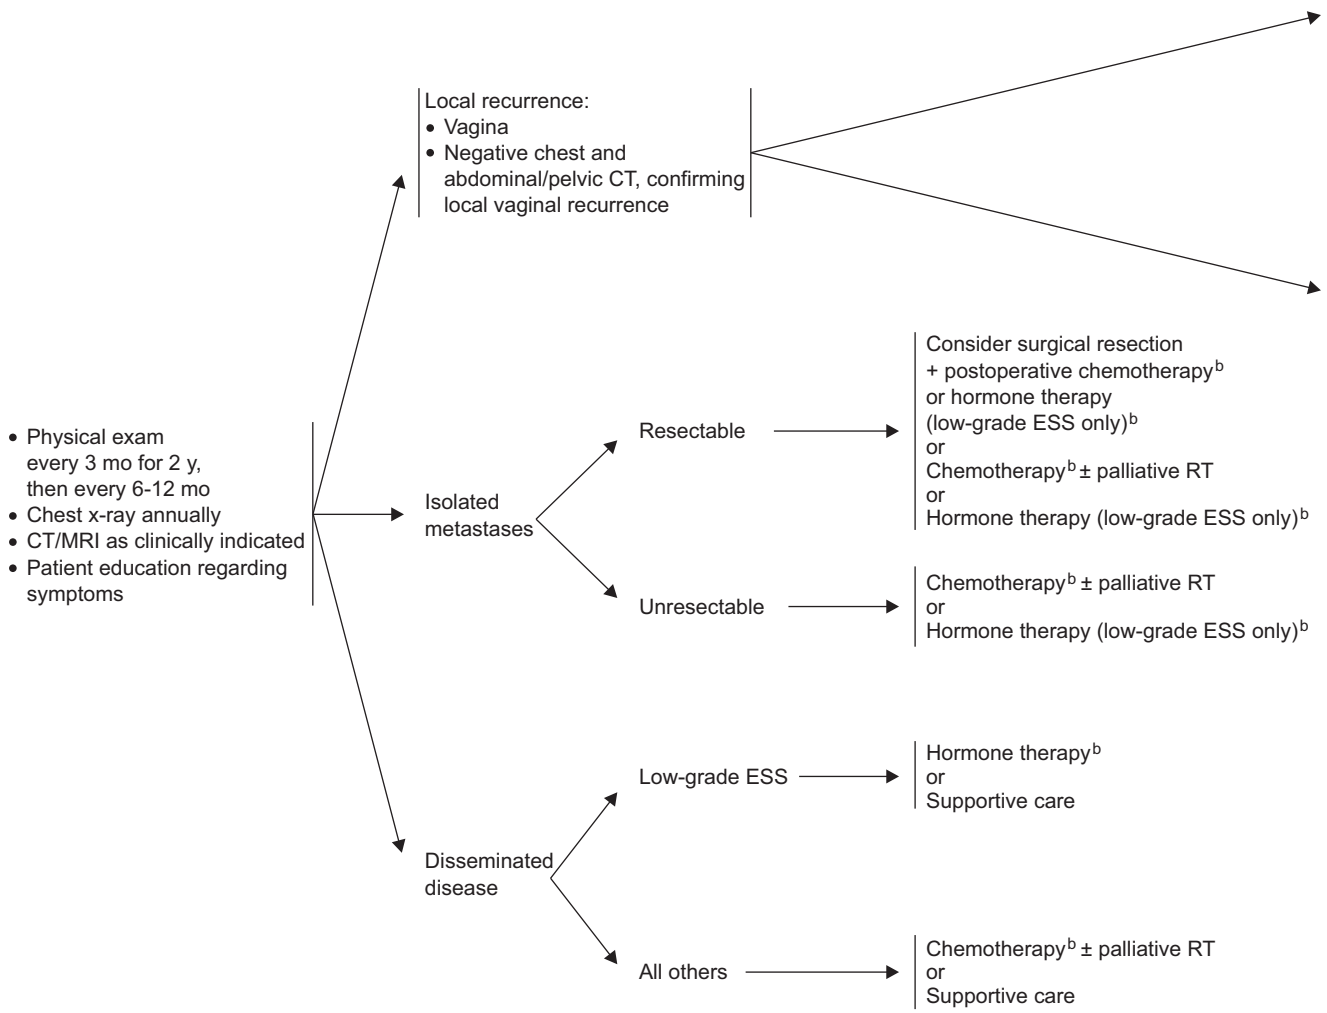 Local recurrence:
• Vagina
• Negative chest and
abdominal/pelvic CT, confirming
local vaginal recurrence
• Physical exam
every 3 mo for 2 y,
then every 6-12 mo
• Chest x-ray annually
• CT/MRI as clinically indicated
• Patient education regarding
symptoms
Isolated
metastases
Resectable
Consider surgical resection
+ postoperative chemotherapyᵇ
or hormone therapy
(low-grade ESS only)ᵇ
or
Chemotherapyᵇ ± palliative RT
or
Hormone therapy (low-grade ESS only)ᵇ
Unresectable
Chemotherapyᵇ ± palliative RT
or
Hormone therapy (low-grade ESS only)ᵇ
Disseminated
disease
Low-grade ESS
Hormone therapyᵇ
or
Supportive care
All others
Chemotherapyᵇ ± palliative RT
or
Supportive care